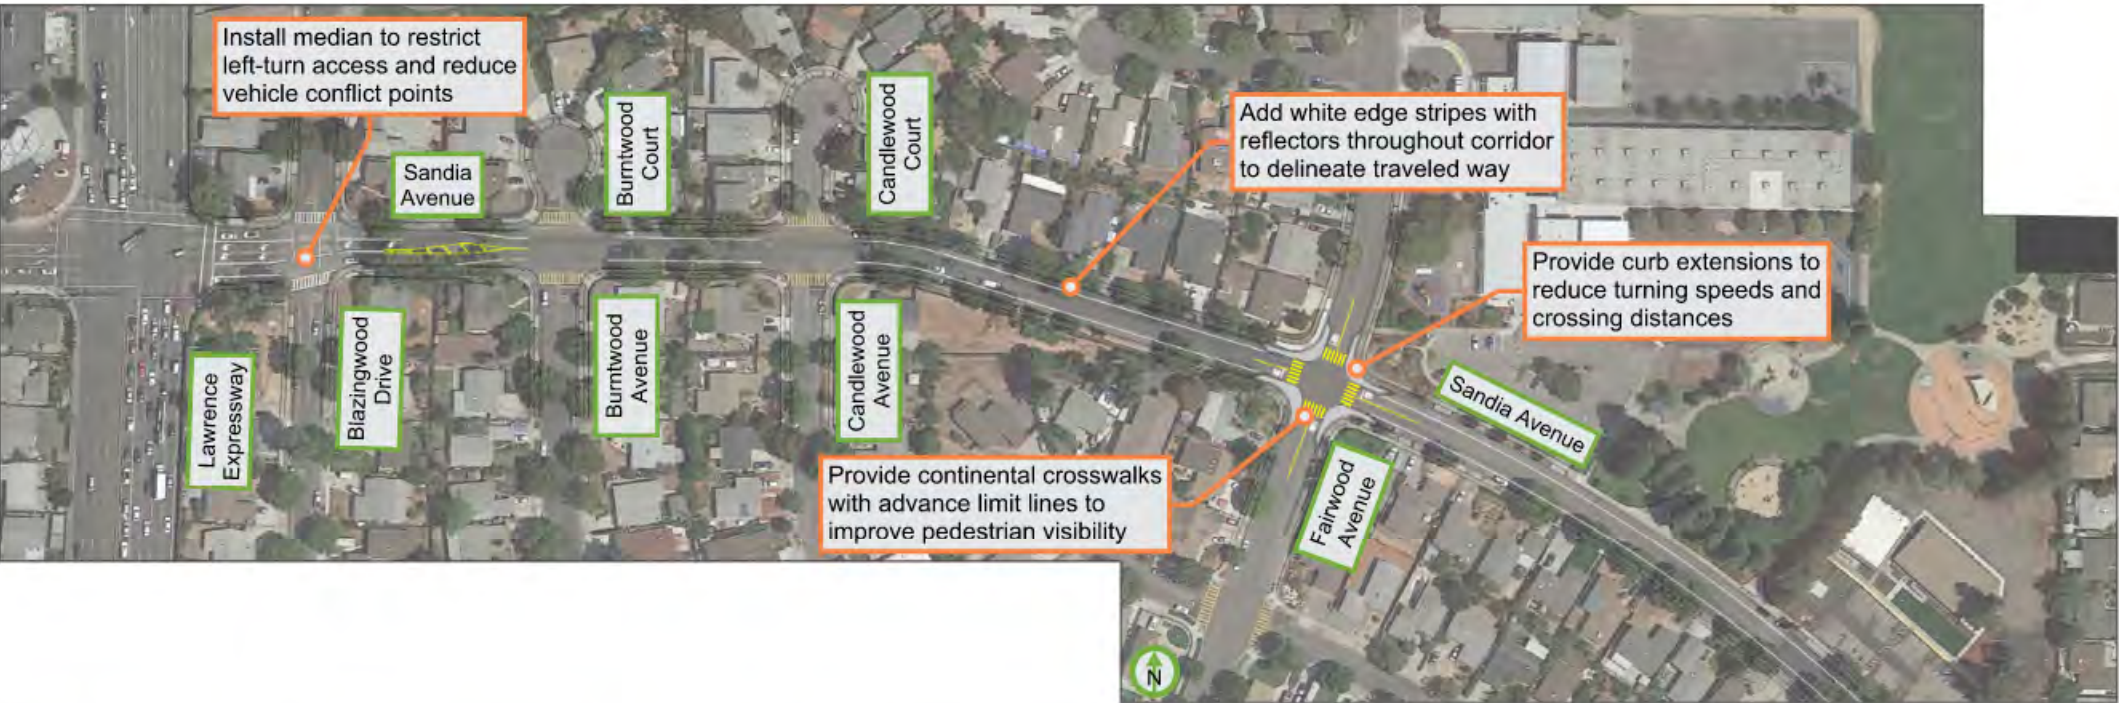 Install median to restrict
left-turn access and reduce
vehicle conflict points
Sandia
Avenue
Burntwood
Court
Candlewood
Court
Add white edge stripes with
reflectors throughout corridor
to delineate traveled way
Provide curb extensions to
reduce turning speeds and
crossing distances
Lawrence
Expressway
Blazingwood
Drive
Burntwood
Avenue
Candlewood
Avenue
Sandia Avenue
Provide continental crosswalks
with advance limit lines to
improve pedestrian visibility
Fairwood
Avenue
N